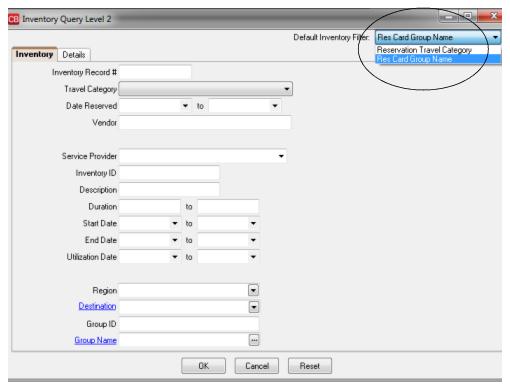 CB Inventory Query Level 2
Default Inventory Filter: Res Card Group Name
Reservation Travel Category
Res Card Group Name
Inventory Details
Inventory Record #
Travel Category
Date Reserved to
Vendor
Service Provider
Inventory ID
Description
Duration to
Start Date to
End Date to
Utilization Date to
Region
Destination
Group ID
Group Name ...
OK Cancel Reset